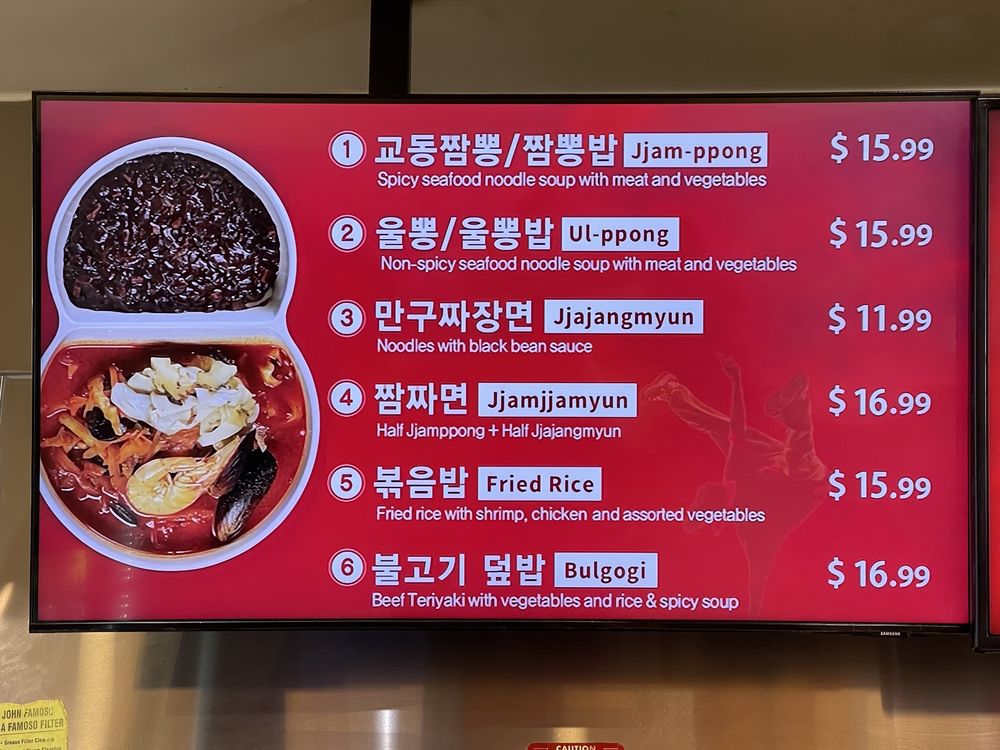 1 교동짬뽕/짬뽕밥 Jjam-ppong $ 15.99
Spicy seafood noodle soup with meat and vegetables
2 울뽕/울뽕밥 Ul-ppong $ 15.99
Non-spicy seafood noodle soup with meat and vegetables
3 만구짜장면 Jjajangmyun $ 11.99
Noodles with black bean sauce
4 짬짜면 Jjamjjamyun $ 16.99
Half Jjamppong + Half Jjajangmyun
5 볶음밥 Fried Rice $ 15.99
Fried rice with shrimp, chicken and assorted vegetables
6 불고기 덮밥 Bulgogi $ 16.99
Beef Teriyaki with vegetables and rice & spicy soup
SAMSUNG
JOHN FAMOSO
A FAMOSO FILTER
CAUTION